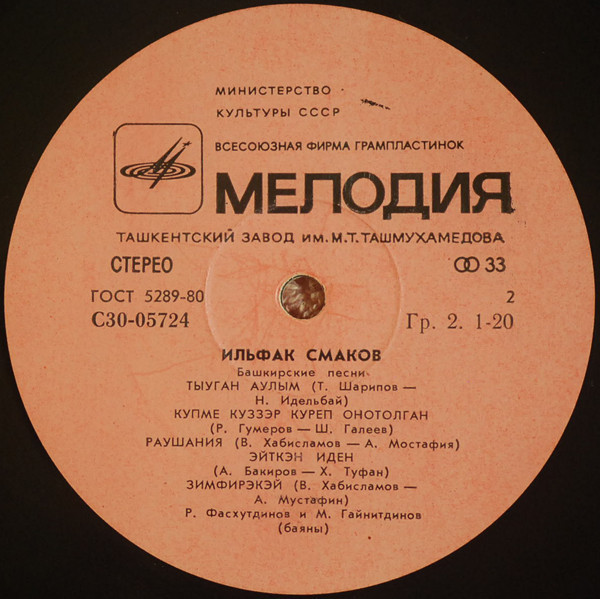 МИНИСТЕРСТВО
КУЛЬТУРЫ СССР
ВСЕСОЮЗНАЯ ФИРМА ГРАМПЛАСТИНОК
МЕЛОДИЯ
ТАШКЕНТСКИЙ ЗАВОД ИМ. М.Т. ТАШМУХАМЕДОВА
СТЕРЕО 33
ГОСТ 5289-80 2
С30-05724 Гр. 2. 1-20
ИЛЬФАК СМАКОВ
Башкирские песни
ТЫУГАН АУЛЫМ (Т. Шарипов —
Н. Идельбай)
КУПМЕ КУЗЗЭР КУРЕП ОНОТОЛГАН
(Р. Гумеров — Ш. Галеев)
РАУШАНИЯ (В. Хабисламов — А. Мостафия)
ЭЙТКЭН ИДЕН
(А. Бакиров — Х. Туфан)
ЗИМФИРЭКЭЙ (В. Хабисламов —
А. Мустафин)
Р. Фасхутдинов и М. Гайнитдинов
(баяны)